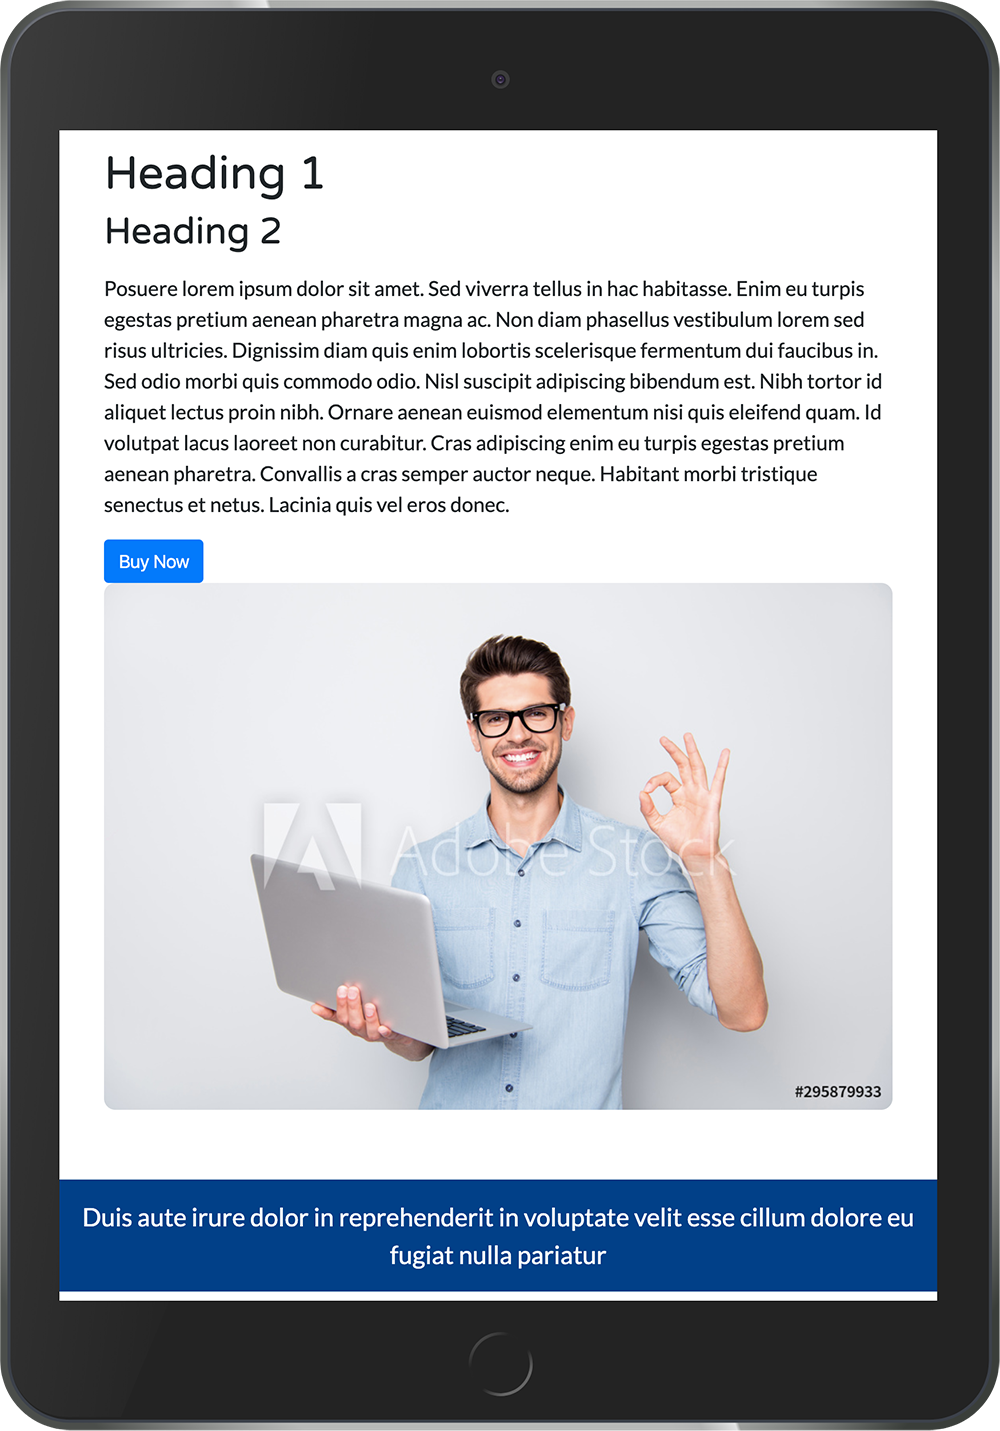 Heading 1
Heading 2
Posuere lorem ipsum dolor sit amet. Sed viverra tellus in hac habitasse. Enim eu turpis
egestas pretium aenean pharetra magna ac. Non diam phasellus vestibulum lorem sed
risus ultricies. Dignissim diam quis enim lobortis scelerisque fermentum dui faucibus in.
Sed odio morbi quis commodo odio. Nisl suscipit adipiscing bibendum est. Nibh tortor id
aliquet lectus proin nibh. Ornare aenean euismod elementum nisi quis eleifend quam. Id
volutpat lacus laoreet non curabitur. Cras adipiscing enim eu turpis egestas pretium
aenean pharetra. Convallis a cras semper auctor neque. Habitant morbi tristique
senectus et netus. Lacinia quis vel eros donec.
Buy Now
Adobe Stock
#295879933
Duis aute irure dolor in reprehenderit in voluptate velit esse cillum dolore eu
fugiat nulla pariatur